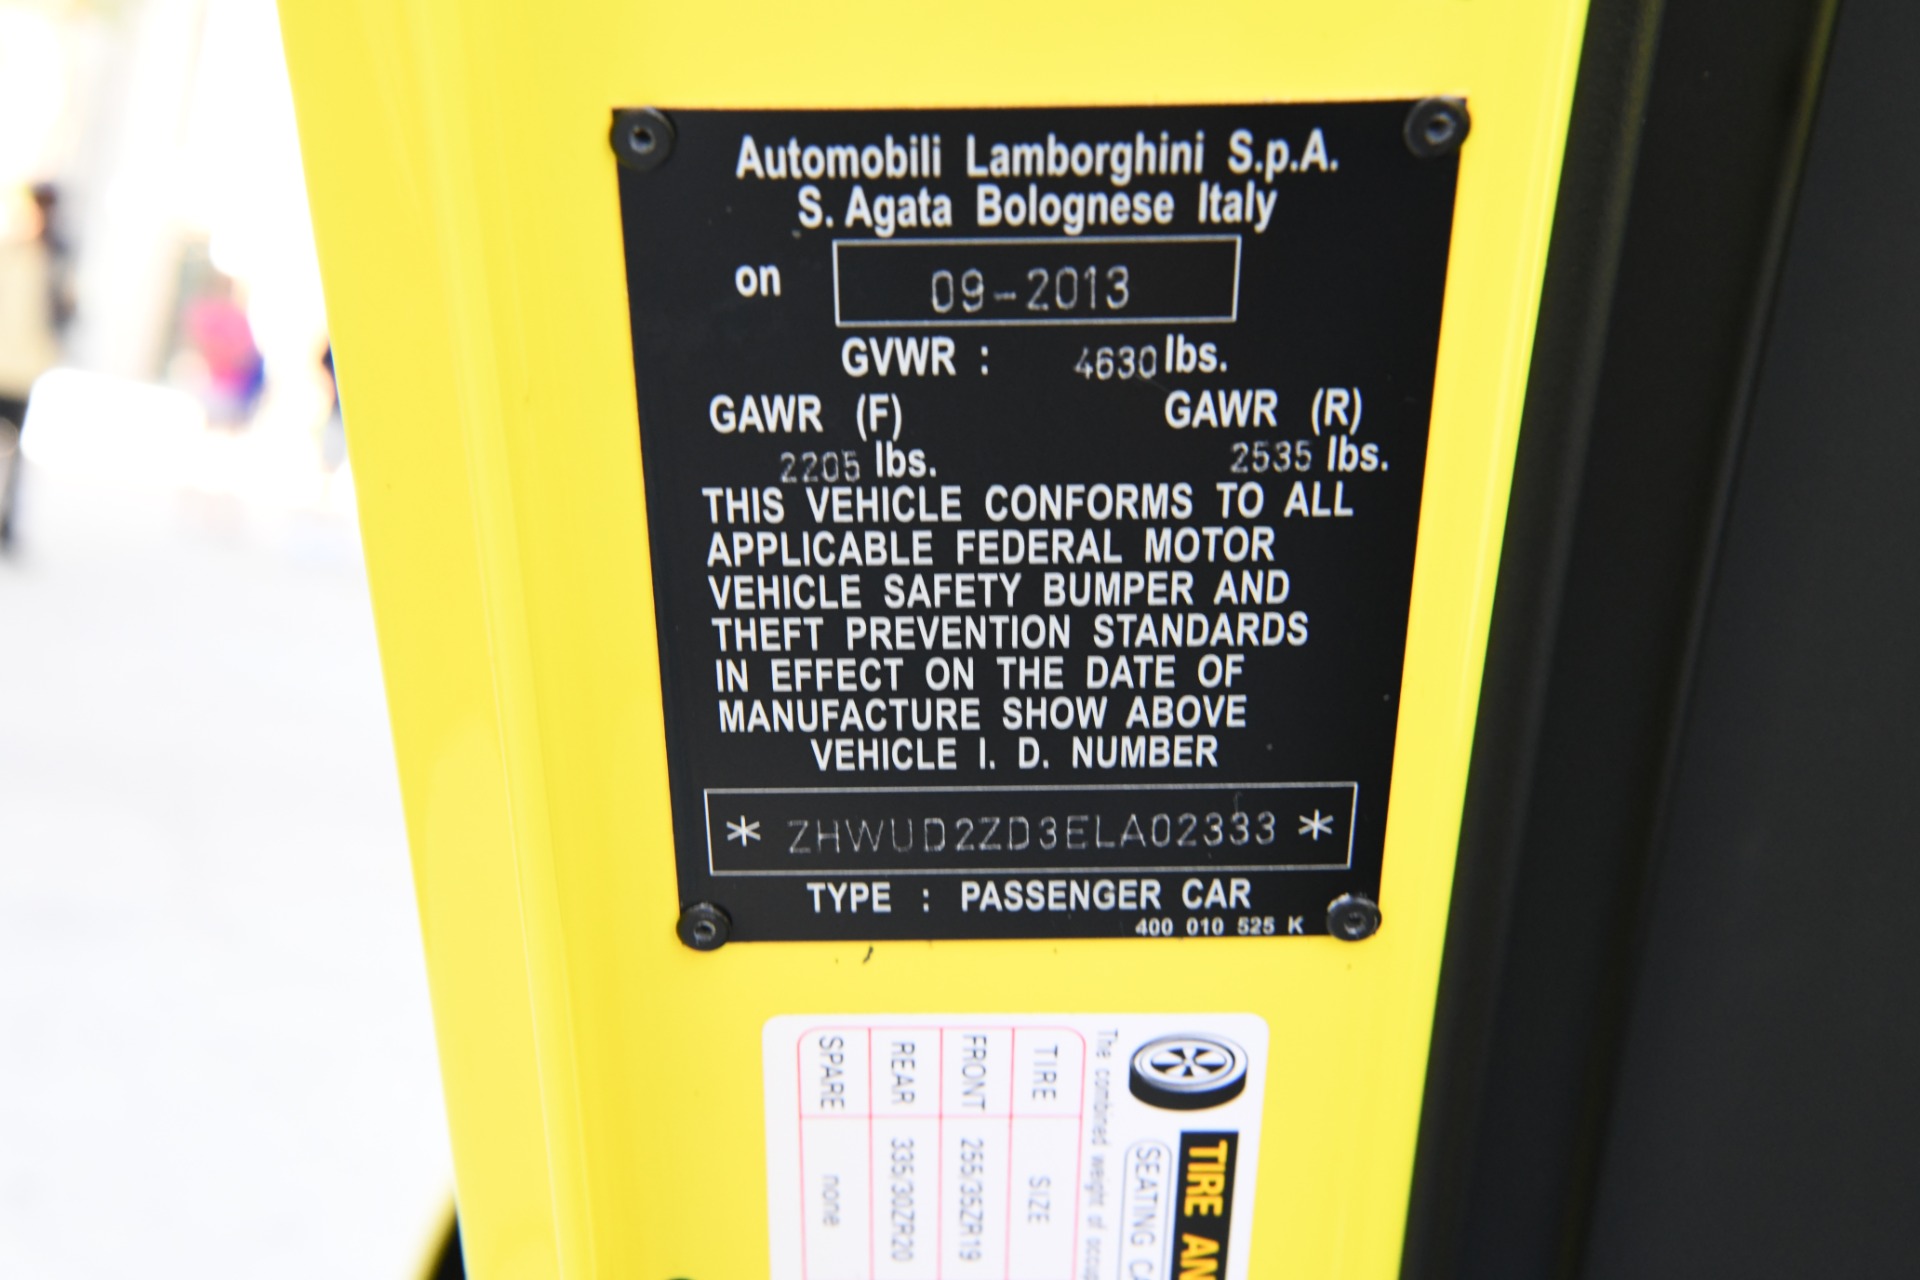 Automobili Lamborghini S.p.A.
S. Agata Bolognese Italy
on 09-2013
GVWR : 4630 lbs.
GAWR (F) GAWR (R)
2205 lbs. 2535 lbs.
THIS VEHICLE CONFORMS TO ALL
APPLICABLE FEDERAL MOTOR
VEHICLE SAFETY BUMPER AND
THEFT PREVENTION STANDARDS
IN EFFECT ON THE DATE OF
MANUFACTURE SHOW ABOVE
VEHICLE I. D. NUMBER
* ZHWUD2ZD3ELA02333 *
TYPE : PASSENGER CAR
400 010 525 K
TIRE AN
SEATING CA
The combined weight of occup
TIRE SIZE
FRONT 255/35ZR19
REAR 335/30ZR20
SPARE none